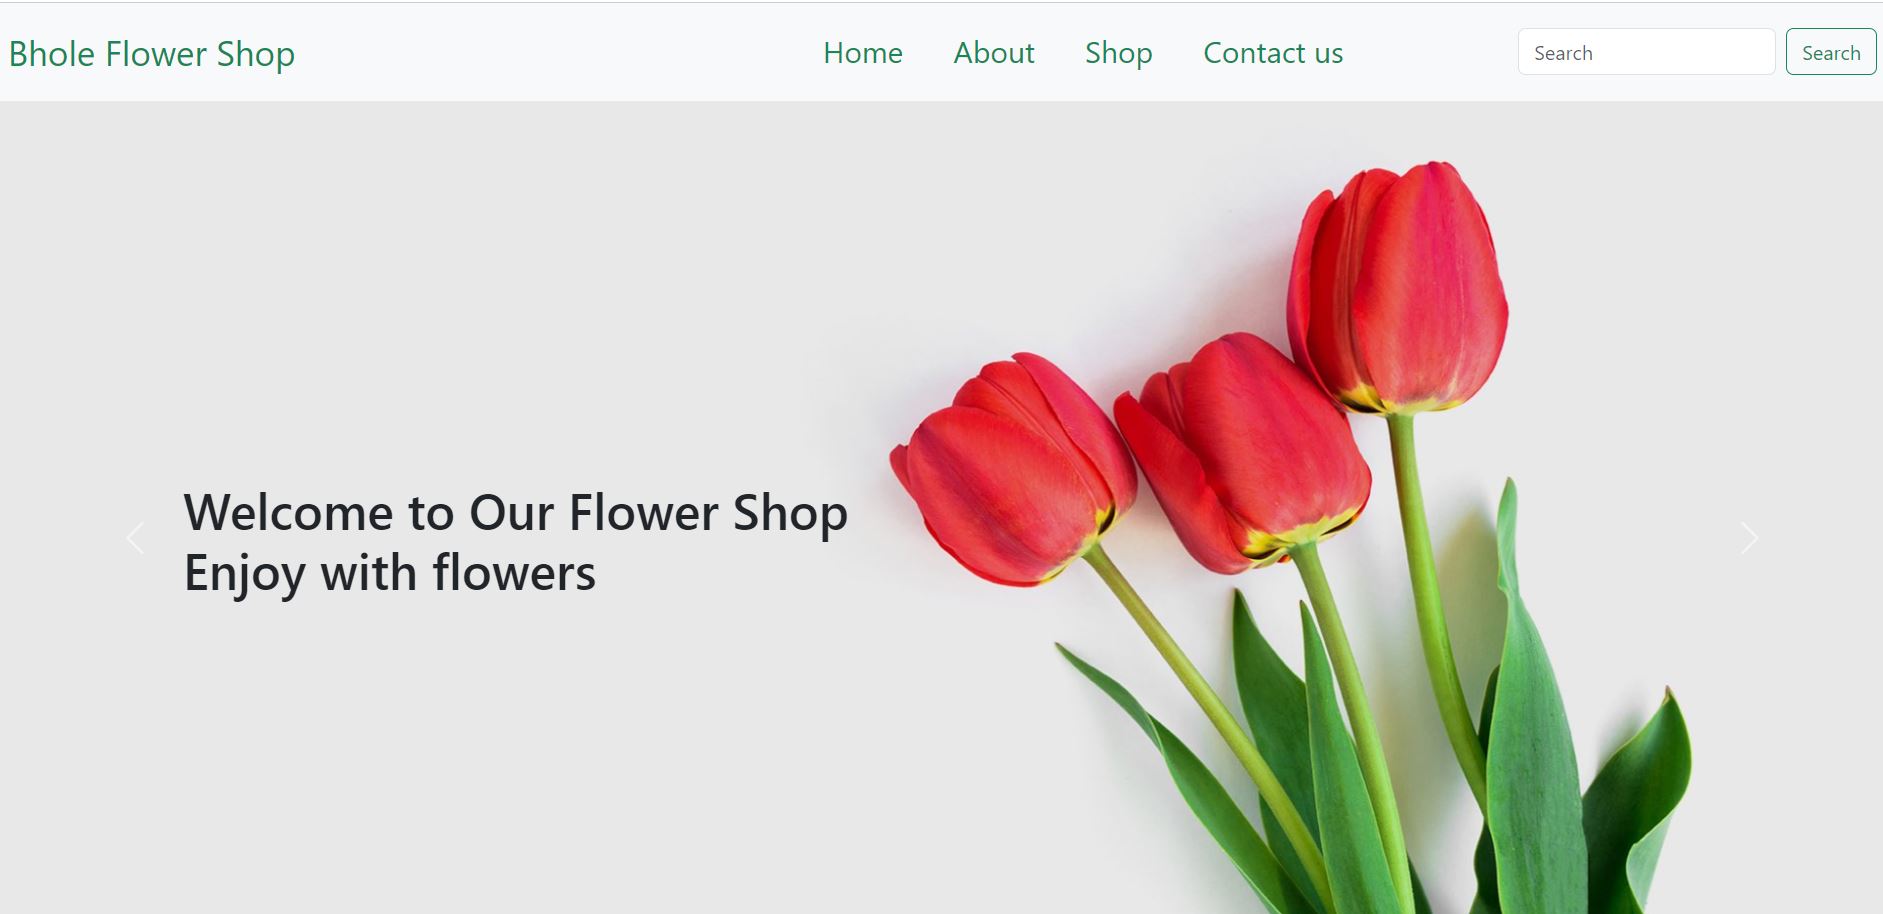 Bhole Flower Shop
Home About Shop Contact us
Search Search
Welcome to Our Flower Shop
Enjoy with flowers